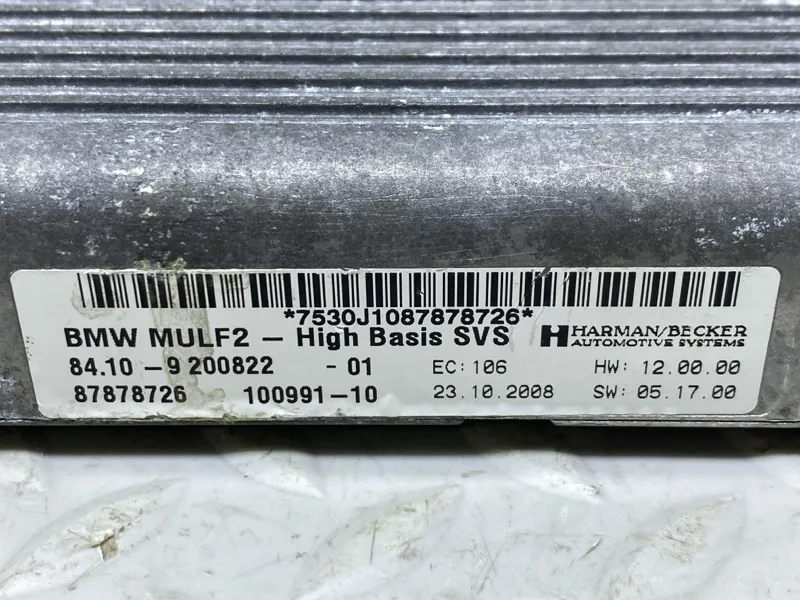 *7530J1087878726*
BMW MULF2 – High Basis SVS HARMAN/BECKER
AUTOMOTIVE SYSTEMS
84.10 – 9 200822 - 01 EC: 106 HW: 12.00.00
87878726 100991–10 23.10.2008 SW: 05.17.00